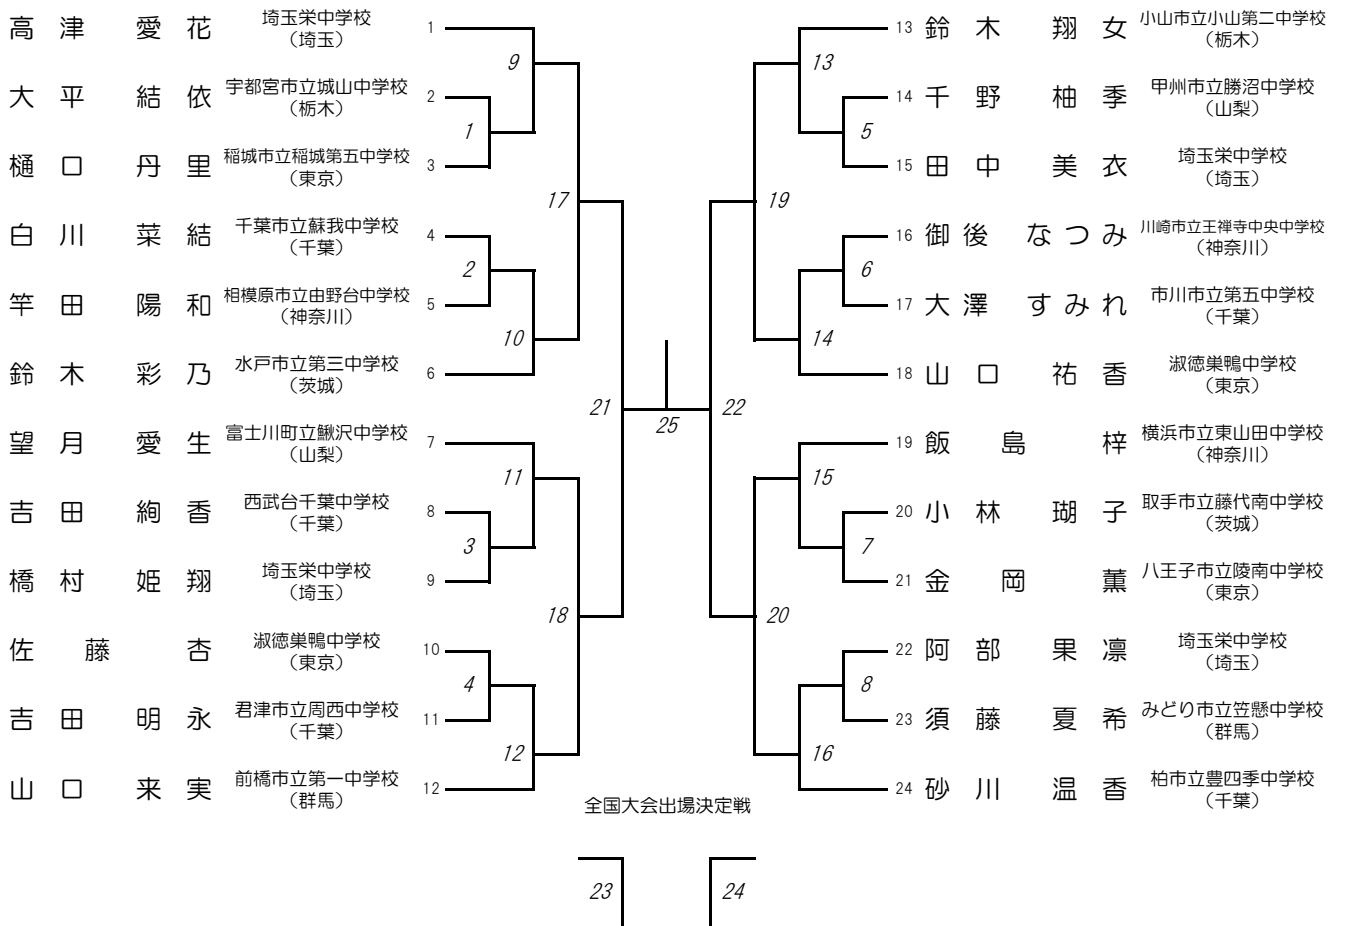 高津 愛花 埼玉栄中学校 (埼玉) 1
大平 結依 宇都宮市立城山中学校 (栃木) 2
樋口 丹里 稲城市立稲城第五中学校 (東京) 3
白川 菜結 千葉市立蘇我中学校 (千葉) 4
竿田 陽和 相模原市立由野台中学校 (神奈川) 5
鈴木 彩乃 水戸市立第三中学校 (茨城) 6
望月 愛生 富士川町立鰍沢中学校 (山梨) 7
吉田 絢香 西武台千葉中学校 (千葉) 8
橋村 姫翔 埼玉栄中学校 (埼玉) 9
佐藤 杏 淑徳巣鴨中学校 (東京) 10
吉田 明永 君津市立周西中学校 (千葉) 11
山口 来実 前橋市立第一中学校 (群馬) 12
9
1
17
2
10
21
11
3
18
4
12
25
13 鈴木 翔女 小山市立小山第二中学校 (栃木)
14 千野 柚季 甲州市立勝沼中学校 (山梨)
15 田中 美衣 埼玉栄中学校 (埼玉)
16 御後 なつみ 川崎市立王禅寺中央中学校 (神奈川)
17 大澤 すみれ 市川市立第五中学校 (千葉)
18 山口 祐香 淑徳巣鴨中学校 (東京)
19 飯島 梓 横浜市立東山田中学校 (神奈川)
20 小林 瑚子 取手市立藤代南中学校 (茨城)
21 金岡 薫 八王子市立陵南中学校 (東京)
22 阿部 果凛 埼玉栄中学校 (埼玉)
23 須藤 夏希 みどり市立笠懸中学校 (群馬)
24 砂川 温香 柏市立豊四季中学校 (千葉)
13
5
19
6
14
22
15
7
20
8
16
全国大会出場決定戦
23
24